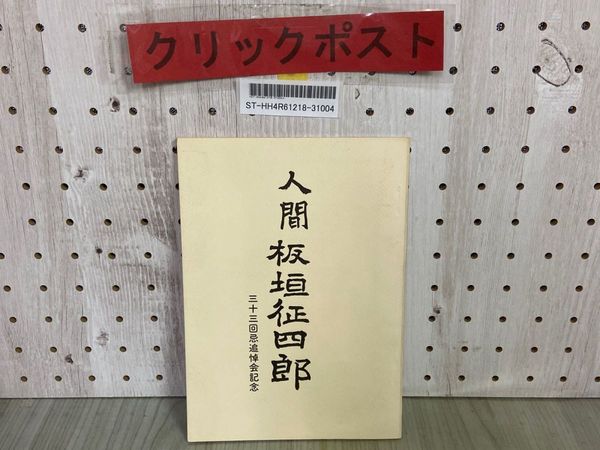 クリックポスト
ST-HH4R61218-31004
人間 板垣征四郎
三十三回忌追悼会記念